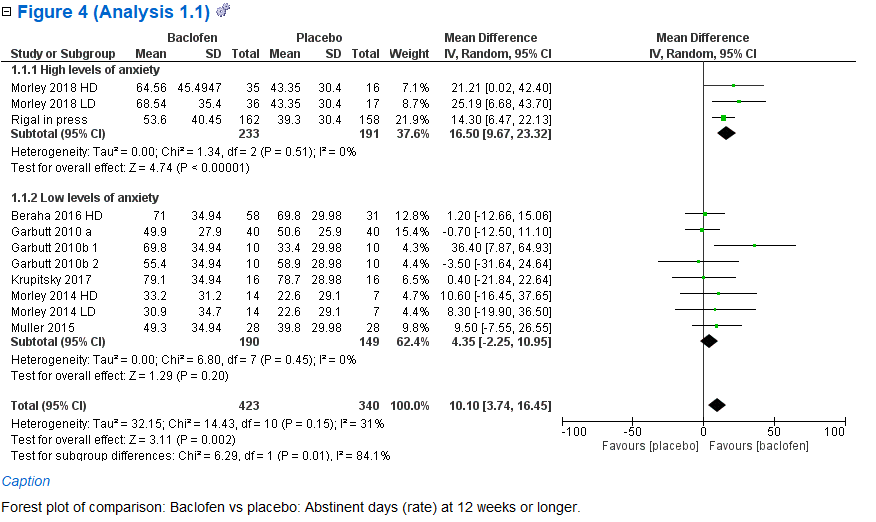 Figure 4 (Analysis 1.1)
Baclofen Placebo Mean Difference Mean Difference
Study or Subgroup Mean SD Total Mean SD Total Weight IV, Random, 95% CI IV, Random, 95% CI
1.1.1 High levels of anxiety
Morley 2018 HD 64.56 45.4947 35 43.35 30.4 16 7.1% 21.21 [0.02, 42.40]
Morley 2018 LD 68.54 35.4 36 43.35 30.4 17 8.7% 25.19 [6.68, 43.70]
Rigal in press 53.6 40.45 162 39.3 30.4 158 21.9% 14.30 [6.47, 22.13]
Subtotal (95% CI) 233 191 37.6% 16.50 [9.67, 23.32]
Heterogeneity: Tau² = 0.00; Chi² = 1.34, df = 2 (P = 0.51); I² = 0%
Test for overall effect: Z = 4.74 (P < 0.00001)
1.1.2 Low levels of anxiety
Beraha 2016 HD 71 34.94 58 69.8 29.98 31 12.8% 1.20 [-12.66, 15.06]
Garbutt 2010 a 49.9 27.9 40 50.6 25.9 40 15.6% -0.70 [-12.50, 11.10]
Garbutt 2010b 1 69.8 34.94 10 33.4 28.98 10 4.4% 36.40 [7.87, 64.93]
Garbutt 2010b 2 55.4 34.94 10 58.9 28.98 10 4.4% -3.50 [-31.64, 24.64]
Krupitsky 2017 79.1 34.94 16 78.7 28.98 16 6.5% 0.40 [-21.84, 22.64]
Morley 2014 HD 33.2 31.2 14 22.6 29.1 7 4.7% 10.60 [-16.45, 37.65]
Morley 2014 LD 30.9 34.7 14 22.6 29.1 7 4.4% 8.30 [-19.90, 36.50]
Muller 2015 49.3 34.94 28 39.8 29.98 28 9.6% 9.50 [-7.55, 26.55]
Subtotal (95% CI) 190 149 62.4% 4.35 [-2.25, 10.95]
Heterogeneity: Tau² = 0.00; Chi² = 6.80, df = 7 (P = 0.45); I² = 0%
Test for overall effect: Z = 1.29 (P = 0.20)
Total (95% CI) 423 340 100.0% 10.10 [3.74, 16.45]
Heterogeneity: Tau² = 32.15; Chi² = 14.43, df = 10 (P = 0.15); I² = 31%
Test for overall effect: Z = 3.11 (P = 0.002)
Test for subgroup differences: Chi² = 6.29, df = 1 (P = 0.01), I² = 84.1%
-100 -50 0 50 100
Favours [placebo] Favours [baclofen]
Caption
Forest plot of comparison: Baclofen vs placebo: Abstinent days (rate) at 12 weeks or longer.